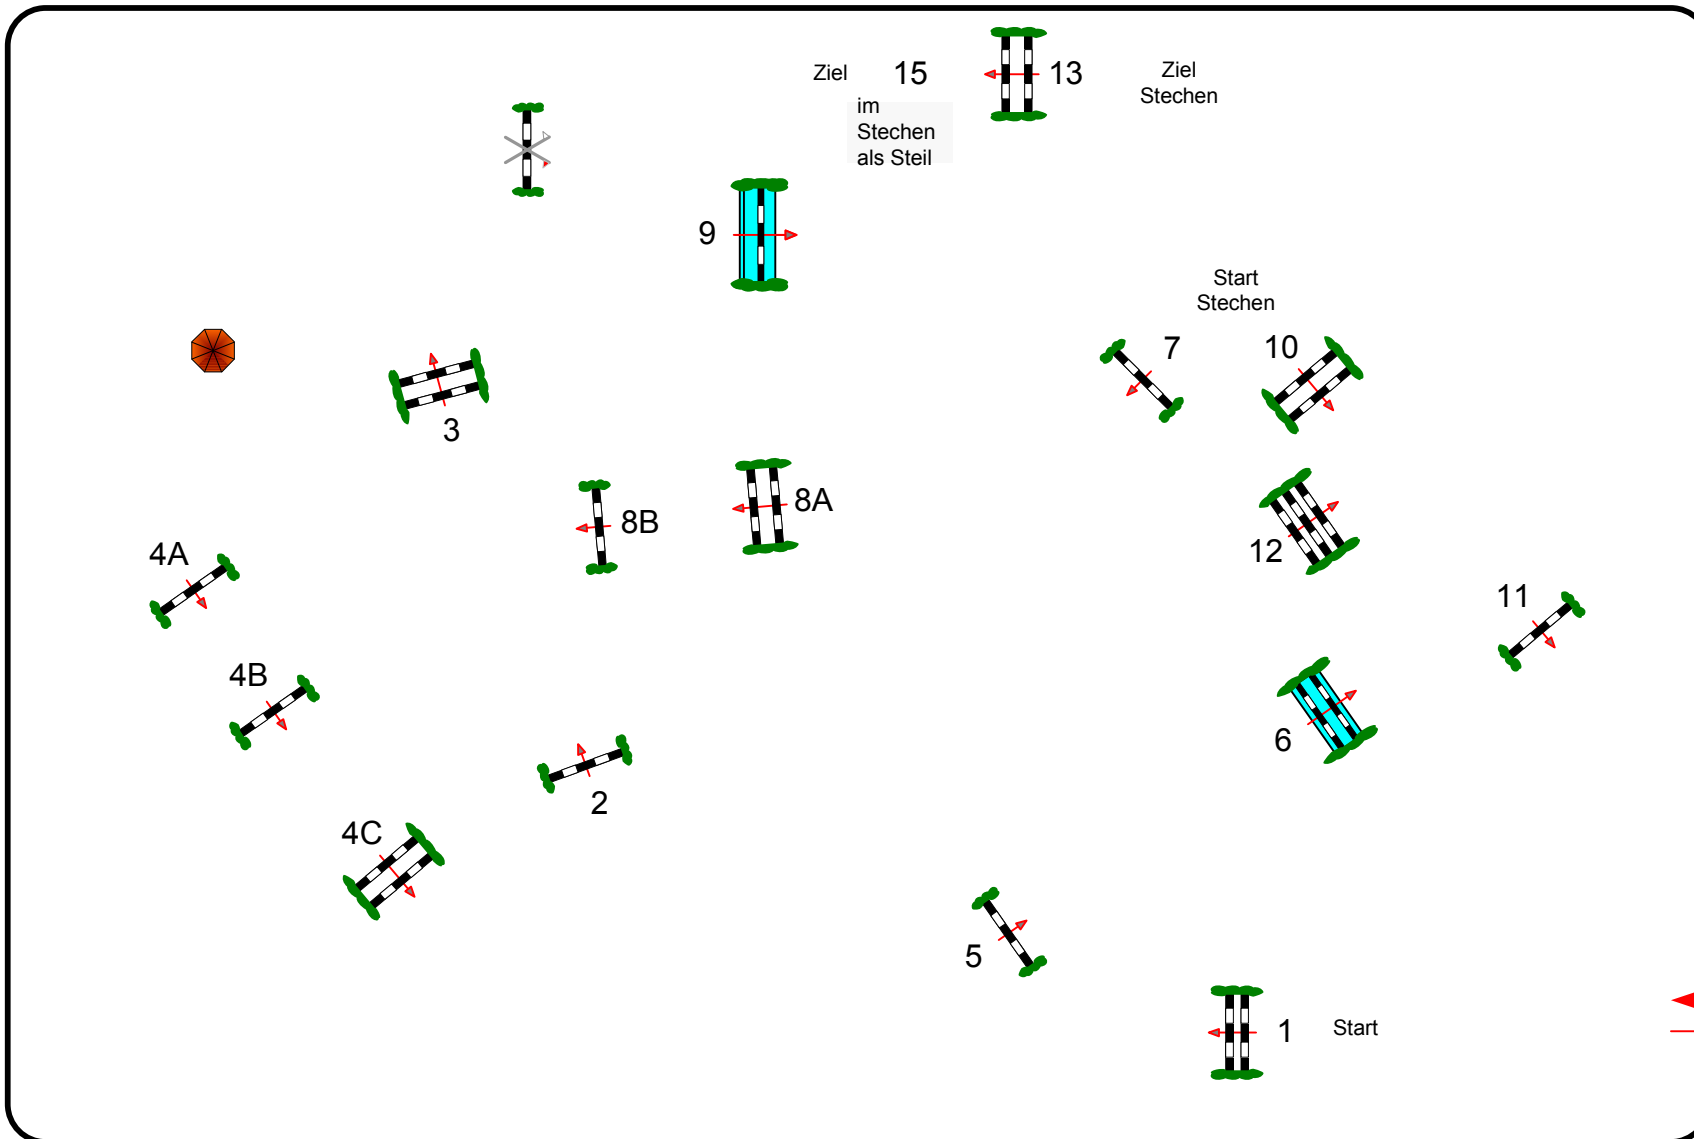 Ziel 15
13
Ziel
Stechen
im
Stechen
als Steil
9
Start
Stechen
7
10
3
8A
8B
12
4A
11
4B
6
2
4C
5
1
Start